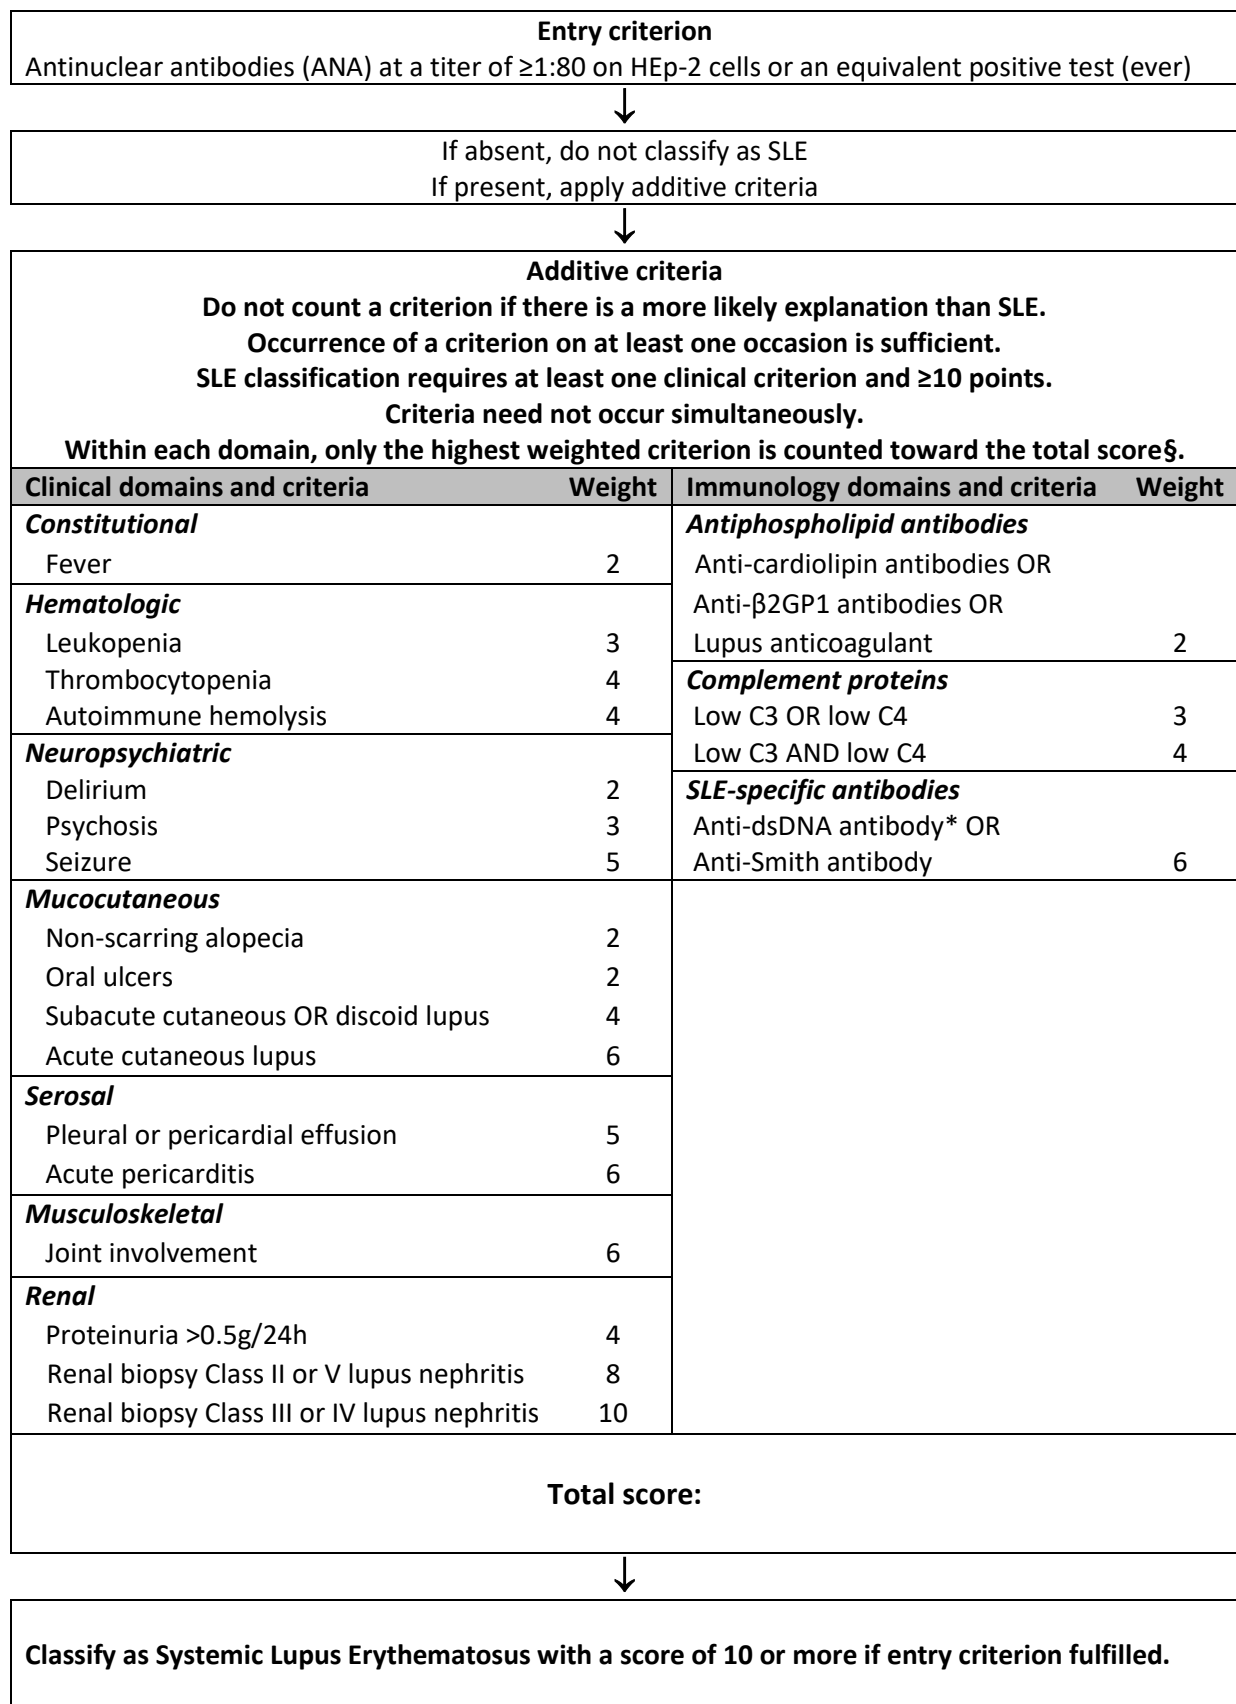 Entry criterion
Antinuclear antibodies (ANA) at a titer of ≥1:80 on HEp-2 cells or an equivalent positive test (ever)
↓
If absent, do not classify as SLE
If present, apply additive criteria
↓
Additive criteria
Do not count a criterion if there is a more likely explanation than SLE.
Occurrence of a criterion on at least one occasion is sufficient.
SLE classification requires at least one clinical criterion and ≥10 points.
Criteria need not occur simultaneously.
Within each domain, only the highest weighted criterion is counted toward the total score§.
Clinical domains and criteria Weight
Constitutional
Fever 2
Hematologic
Leukopenia 3
Thrombocytopenia 4
Autoimmune hemolysis 4
Neuropsychiatric
Delirium 2
Psychosis 3
Seizure 5
Mucocutaneous
Non-scarring alopecia 2
Oral ulcers 2
Subacute cutaneous OR discoid lupus 4
Acute cutaneous lupus 6
Serosal
Pleural or pericardial effusion 5
Acute pericarditis 6
Musculoskeletal
Joint involvement 6
Renal
Proteinuria >0.5g/24h 4
Renal biopsy Class II or V lupus nephritis 8
Renal biopsy Class III or IV lupus nephritis 10
Immunology domains and criteria Weight
Antiphospholipid antibodies
Anti-cardiolipin antibodies OR
Anti-β2GP1 antibodies OR
Lupus anticoagulant 2
Complement proteins
Low C3 OR low C4 3
Low C3 AND low C4 4
SLE-specific antibodies
Anti-dsDNA antibody* OR
Anti-Smith antibody 6
Total score:
↓
Classify as Systemic Lupus Erythematosus with a score of 10 or more if entry criterion fulfilled.